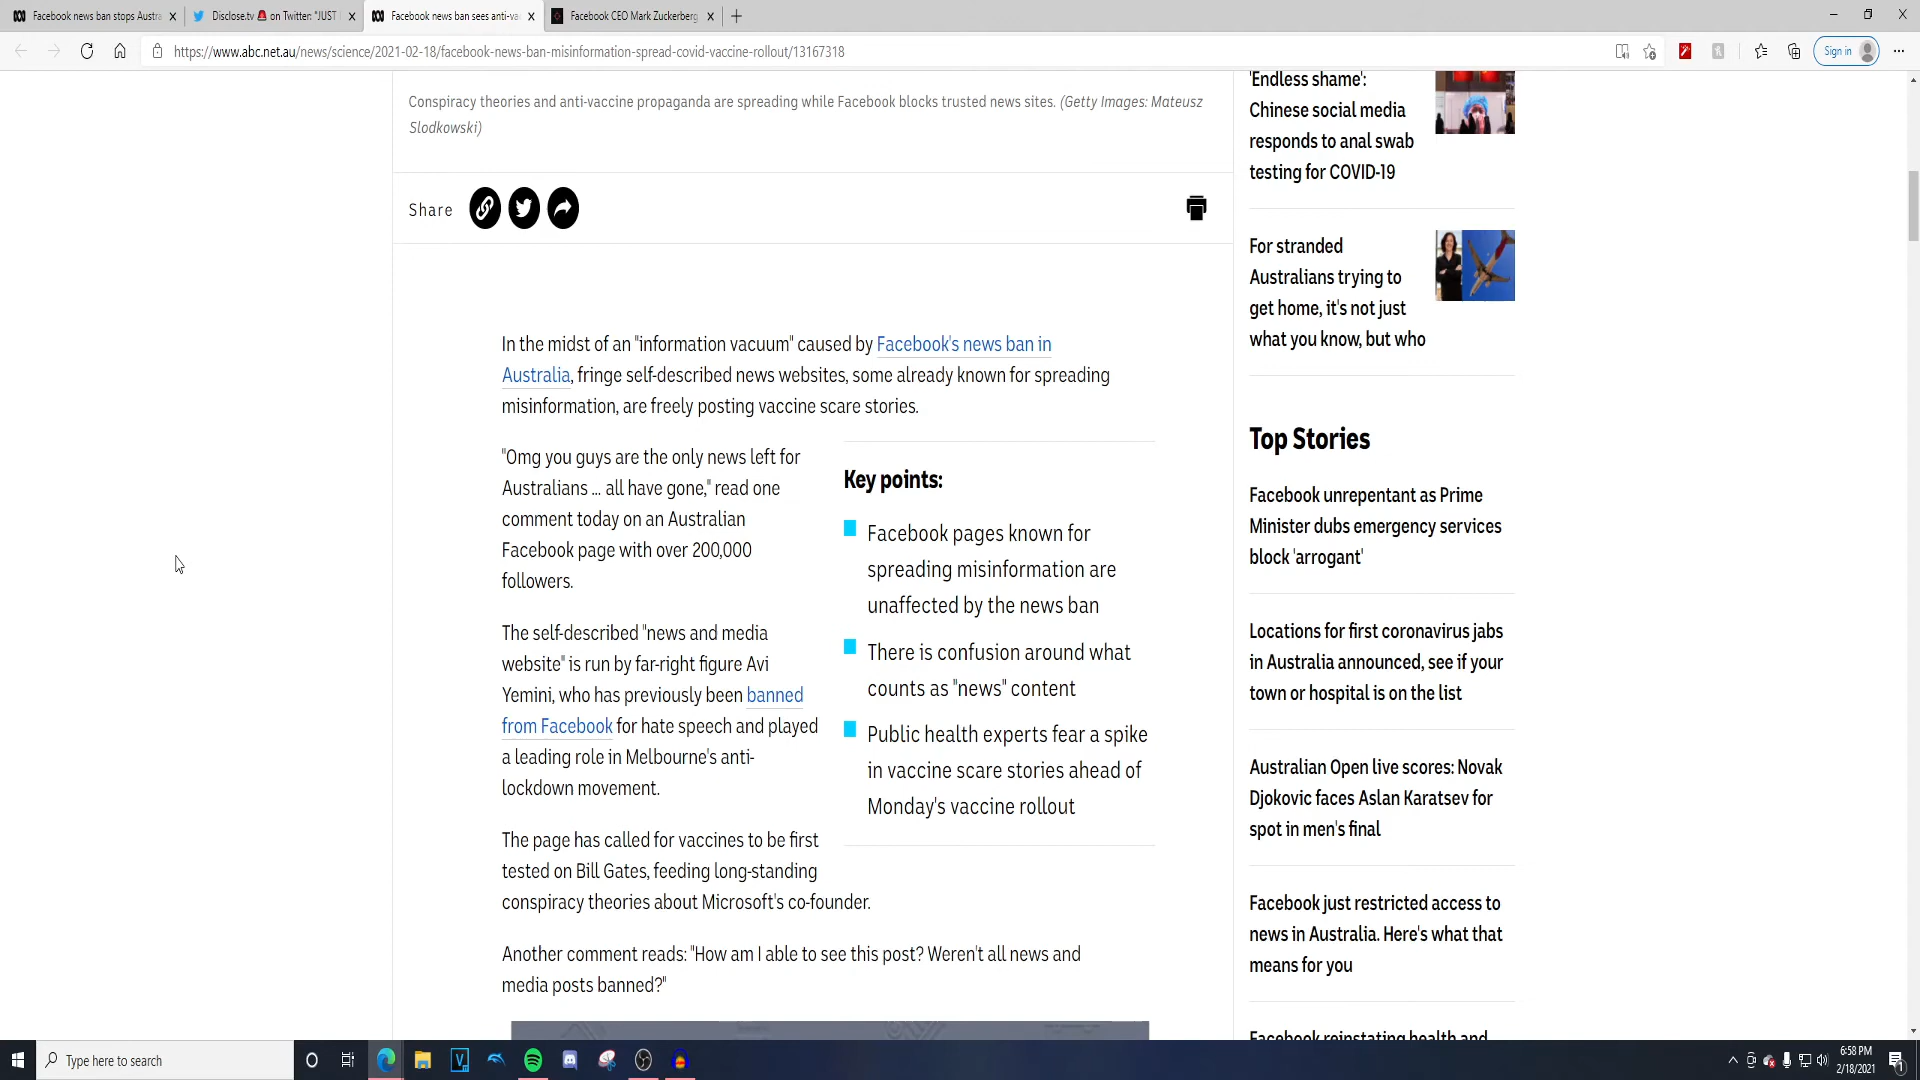 Facebook news ban stops Austra
Disclose.tv 🚨 on Twitter: "JUST
Facebook news ban sees anti-va
Facebook CEO Mark Zuckerberg
https://www.abc.net.au/news/science/2021-02-18/facebook-news-ban-misinformation-spread-covid-vaccine-rollout/13167318
Sign in
Conspiracy theories and anti-vaccine propaganda are spreading while Facebook blocks trusted news sites. (Getty Images: Mateusz
Slodkowski)
Share
In the midst of an "information vacuum" caused by Facebook's news ban in
Australia, fringe self-described news websites, some already known for spreading
misinformation, are freely posting vaccine scare stories.
"Omg you guys are the only news left for
Australians ... all have gone," read one
comment today on an Australian
Facebook page with over 200,000
followers.
The self-described "news and media
website" is run by far-right figure Avi
Yemini, who has previously been banned
from Facebook for hate speech and played
a leading role in Melbourne's anti-
lockdown movement.
The page has called for vaccines to be first
tested on Bill Gates, feeding long-standing
conspiracy theories about Microsoft's co-founder.
Another comment reads: "How am I able to see this post? Weren't all news and
media posts banned?"
Key points:
Facebook pages known for
spreading misinformation are
unaffected by the news ban
There is confusion around what
counts as "news" content
Public health experts fear a spike
in vaccine scare stories ahead of
Monday's vaccine rollout
'Endless shame':
Chinese social media
responds to anal swab
testing for COVID-19
For stranded
Australians trying to
get home, it's not just
what you know, but who
Top Stories
Facebook unrepentant as Prime
Minister dubs emergency services
block 'arrogant'
Locations for first coronavirus jabs
in Australia announced, see if your
town or hospital is on the list
Australian Open live scores: Novak
Djokovic faces Aslan Karatsev for
spot in men's final
Facebook just restricted access to
news in Australia. Here's what that
means for you
Facebook reinstating health and
Type here to search
6:58 PM
2/18/2021